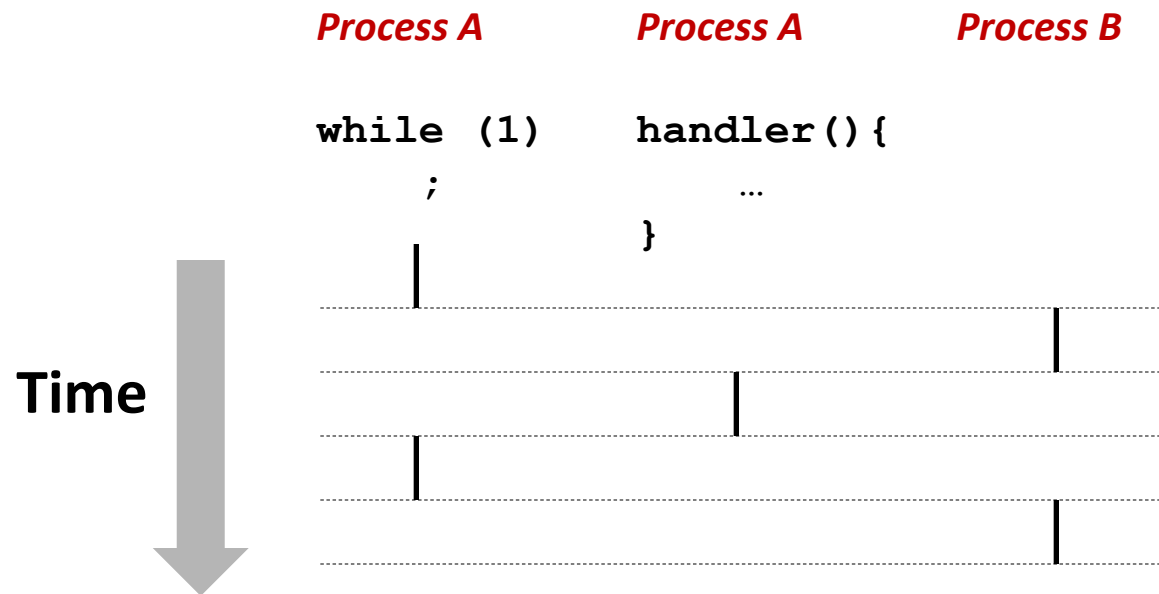 Process A Process A Process B
while (1) handler(){
; …
}
Time